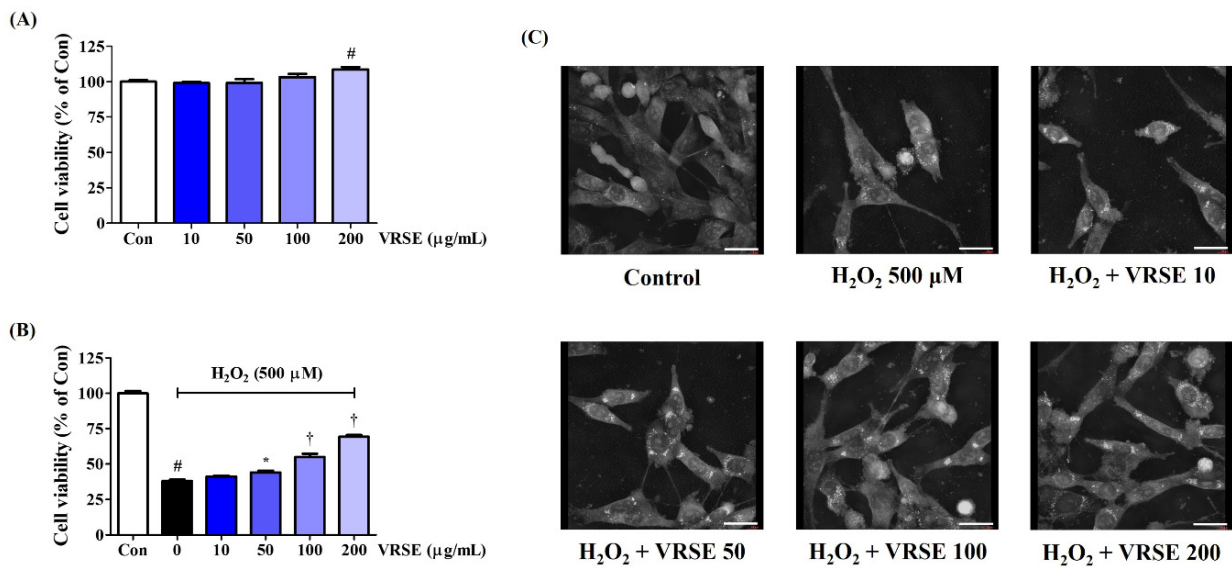 (A)
Cell viability (% of Con)
125
100
75
50
25
0
#
Con 10 50 100 200 VRSE (μg/mL)
(B)
Cell viability (% of Con)
125
100
75
50
25
0
H₂O₂ (500 μM)
# * † †
Con 0 10 50 100 200 VRSE (μg/mL)
(C)
Control H₂O₂ 500 μM H₂O₂ + VRSE 10
H₂O₂ + VRSE 50 H₂O₂ + VRSE 100 H₂O₂ + VRSE 200